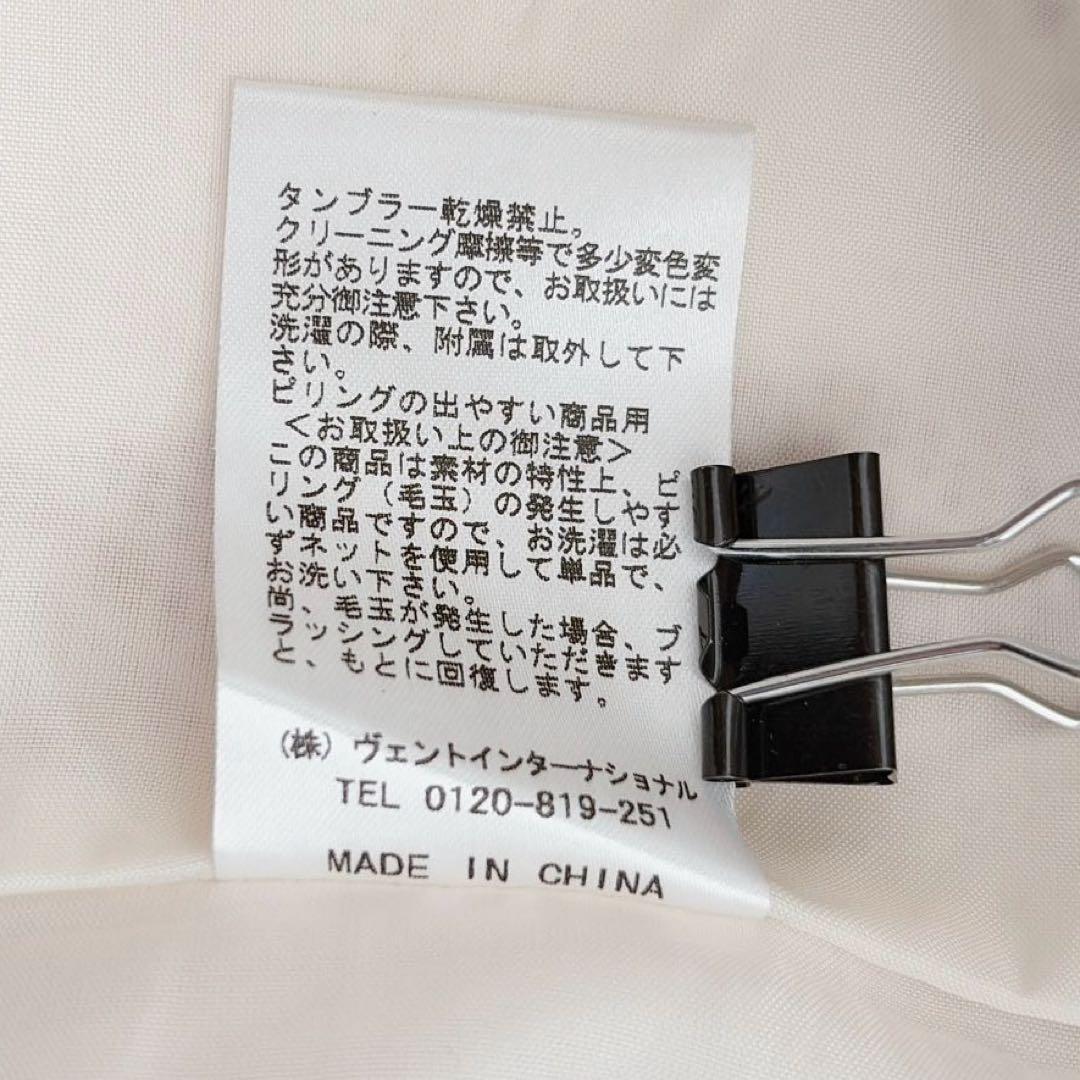 タンブラー乾燥禁止。
クリーニング摩擦等で多少変色変
形がありますので、お取扱いには
充分御注意下さい。
洗濯の際、附属は取外して下
さい。
ピリングの出やすい商品用
＜お取扱い上の御注意＞
この商品は素材の特性上、ピ
リング（毛玉）の発生しやす
い商品ですので、お洗濯は必
ずネットを使用して単品で、
お洗い下さい。
尚、毛玉が発生した場合、ブ
ラッシングしていただきます
と、もとに回復します。
（株）ヴェントインターナショナル
TEL 0120-819-251
MADE IN CHINA